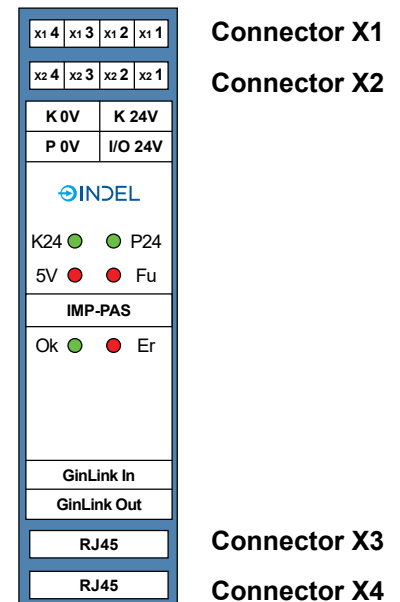 X1 4 X1 3 X1 2 X1 1 Connector X1
X2 4 X2 3 X2 2 X2 1 Connector X2
K 0V K 24V
P 0V I/O 24V
INDEL
K24 P24
5V Fu
IMP-PAS
Ok Er
GinLink In
GinLink Out
RJ45 Connector X3
RJ45 Connector X4